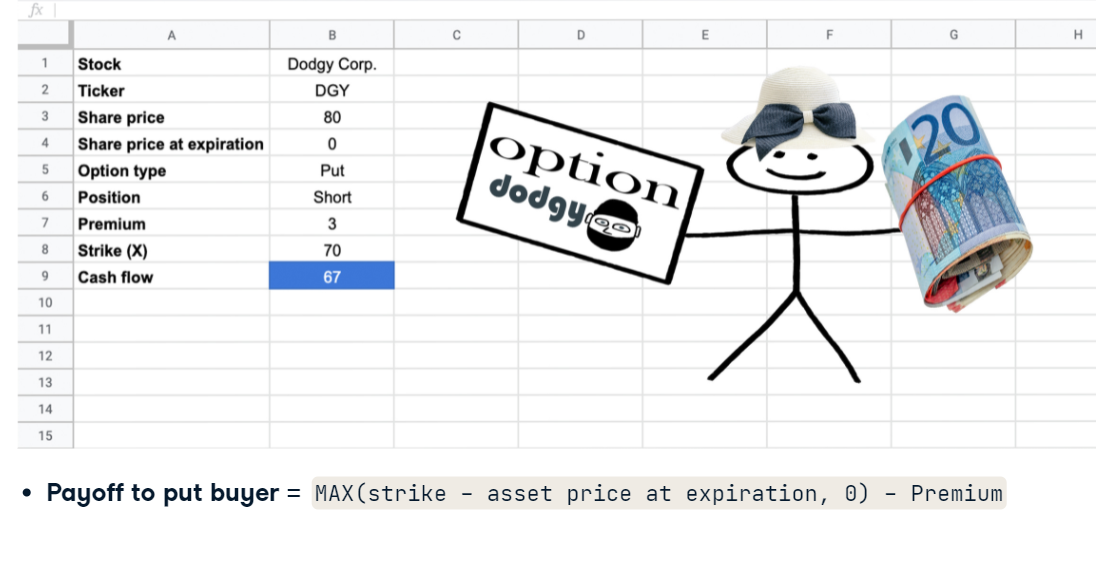 fx
A B C D E F G H
1 Stock Dodgy Corp.
2 Ticker DGY
3 Share price 80
4 Share price at expiration 0
5 Option type Put
6 Position Short
7 Premium 3
8 Strike (X) 70
9 Cash flow 67
10
11
12
13
14
15
option
dodgy
20
• Payoff to put buyer = MAX(strike – asset price at expiration, 0) – Premium